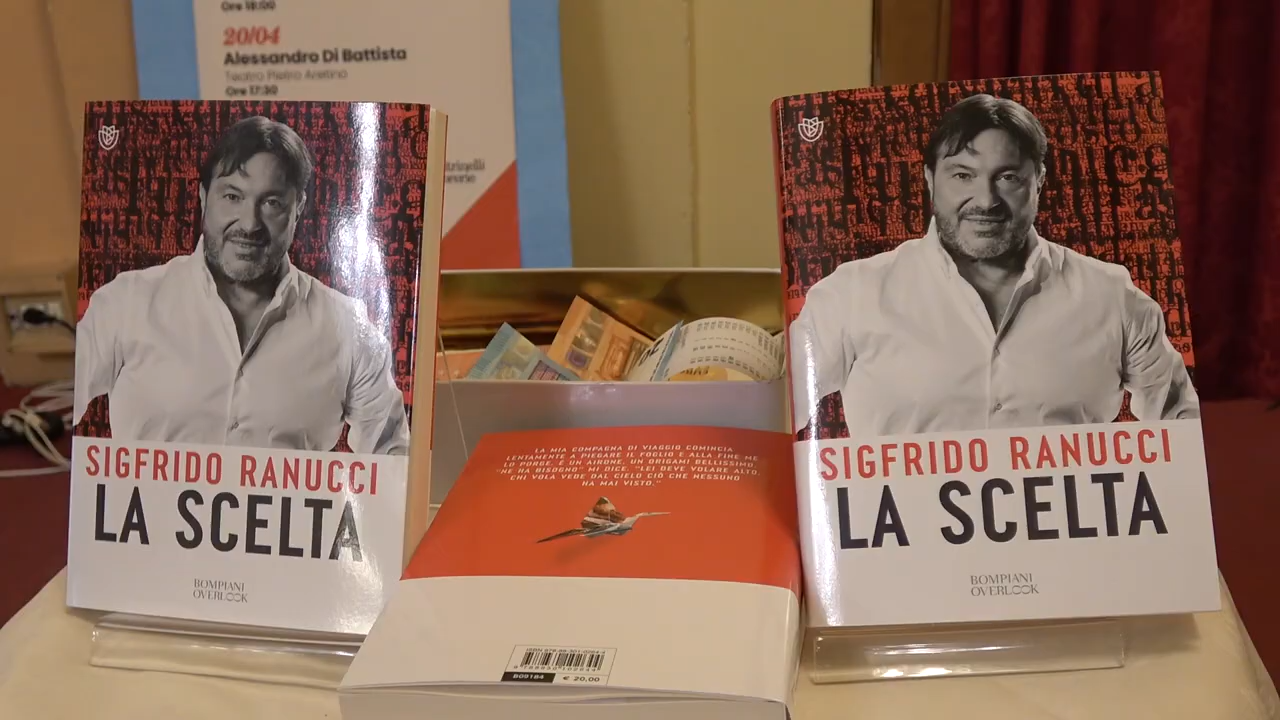 Ore 18:00
20/04
Alessandro Di Battista
Teatro Pietro Aretino
Ore 17:30
SIGFRIDO RANUCCI
LA SCELTA
BOMPIANI
OVERLOOK
LA MIA COMPAGNA DI VIAGGIO COMINCIA
LENTAMENTE A PIEGARE IL FOGLIO E ALLA FINE ME
LO PORGE. È UN AIRONE. UN ORIGAMI BELLISSIMO.
"NE HA BISOGNO" MI DICE. "LEI DEVE VOLARE ALTO,
CHI VOLA VEDE DAL CIELO CIÒ CHE NESSUNO
HA MAI VISTO."
B09184
€ 20,00
SIGFRIDO RANUCCI
LA SCELTA
BOMPIANI
OVERLOOK